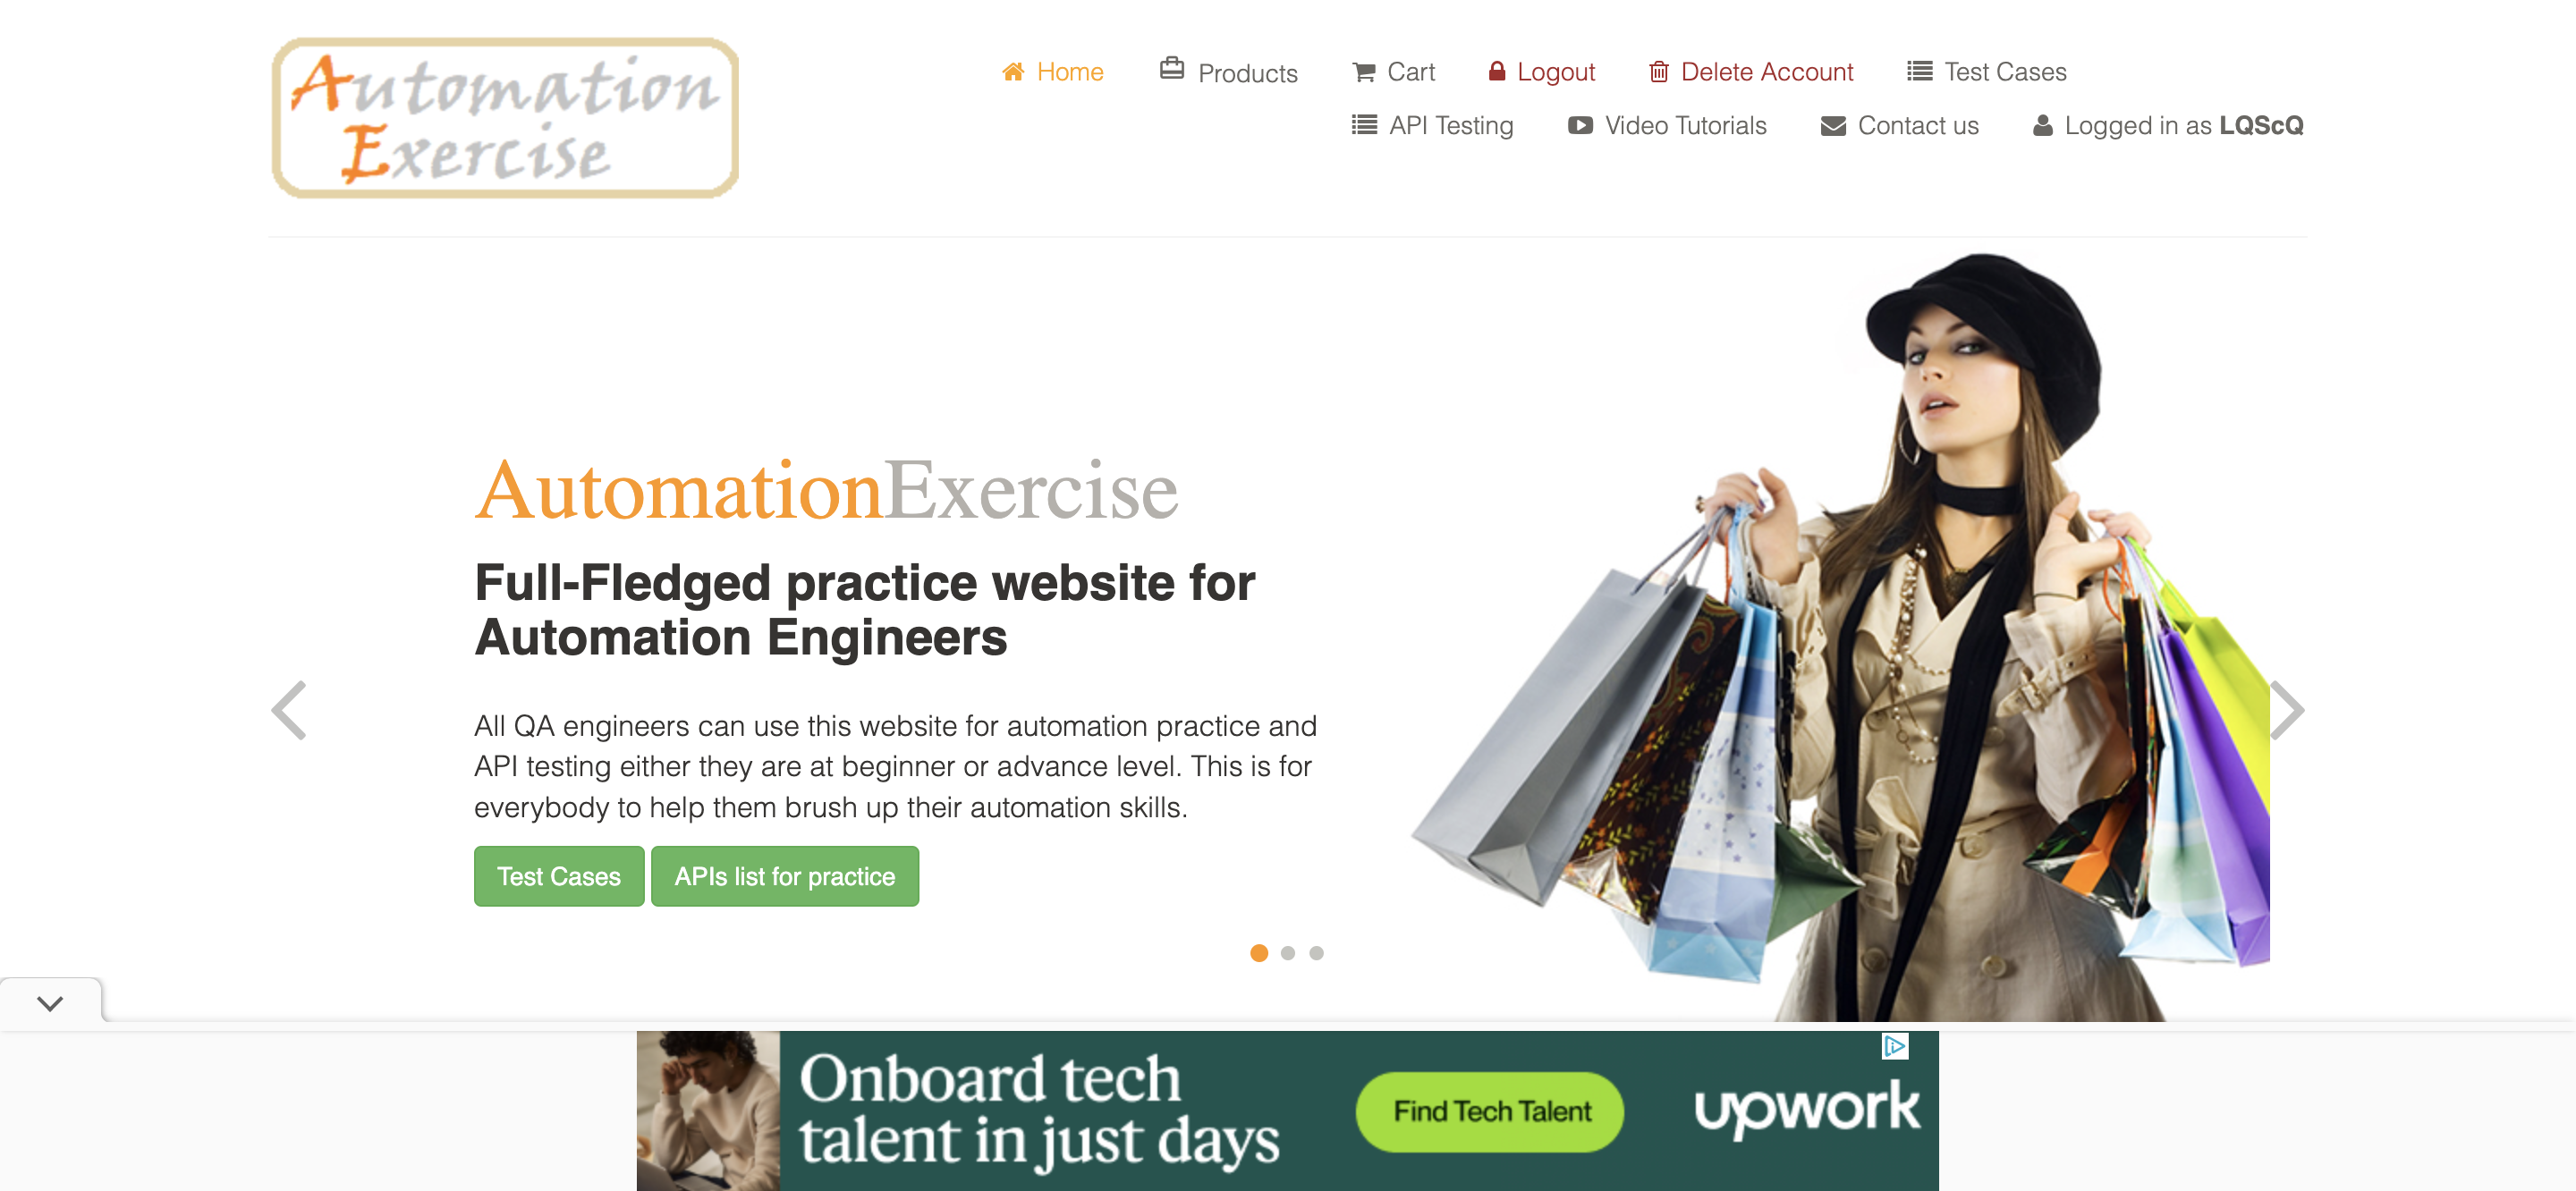 Automation
Exercise
Home Products Cart Logout Delete Account Test Cases
API Testing Video Tutorials Contact us Logged in as LQScQ
AutomationExercise
Full-Fledged practice website for
Automation Engineers
All QA engineers can use this website for automation practice and
API testing either they are at beginner or advance level. This is for
everybody to help them brush up their automation skills.
Test Cases APIs list for practice
Onboard tech
talent in just days
Find Tech Talent
upwork